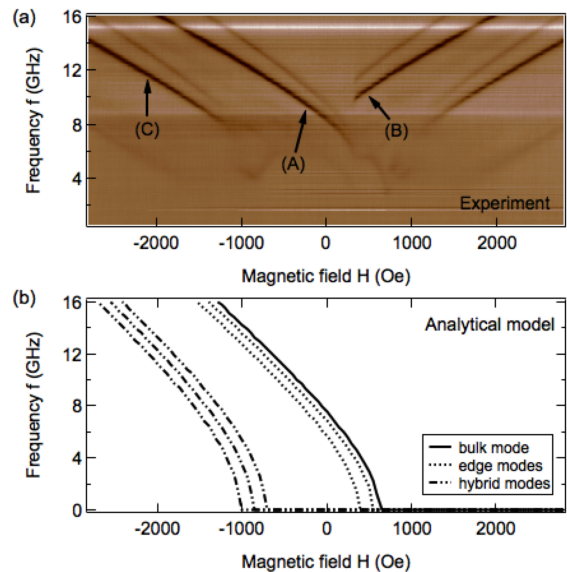 (a)
16
12
8
4
Frequency f (GHz)
(C)
(A)
(B)
Experiment
-2000
-1000
0
1000
2000
Magnetic field H (Oe)
(b)
16
12
8
4
0
Frequency f (GHz)
Analytical model
bulk mode
edge modes
hybrid modes
-2000
-1000
0
1000
2000
Magnetic field H (Oe)